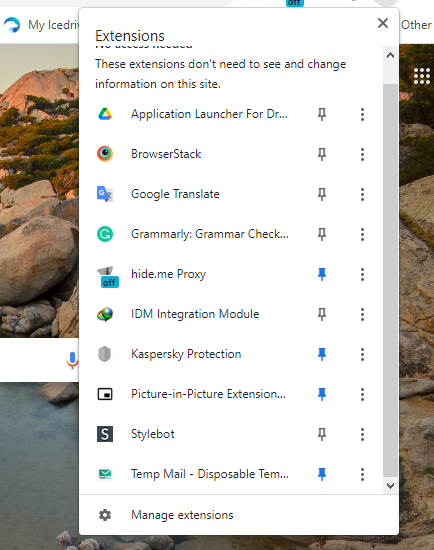 off
My Icedriv
Other
Extensions
No access needed
These extensions don't need to see and change
information on this site.
Application Launcher For Dr...
BrowserStack
Google Translate
Grammarly: Grammar Check...
hide.me Proxy
off
IDM Integration Module
Kaspersky Protection
Picture-in-Picture Extension...
S
Stylebot
Temp Mail - Disposable Tem...
Manage extensions